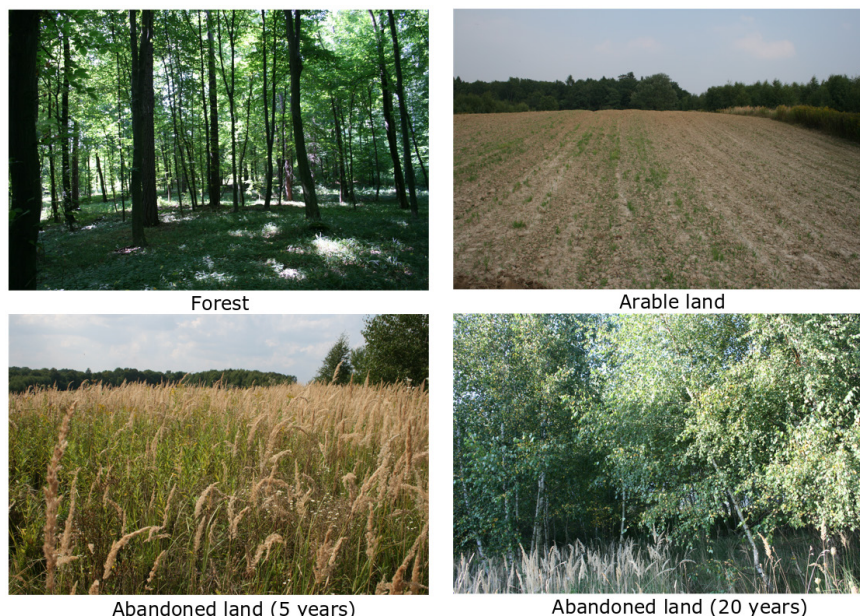 Forest
Arable land
Abandoned land (5 years)
Abandoned land (20 years)